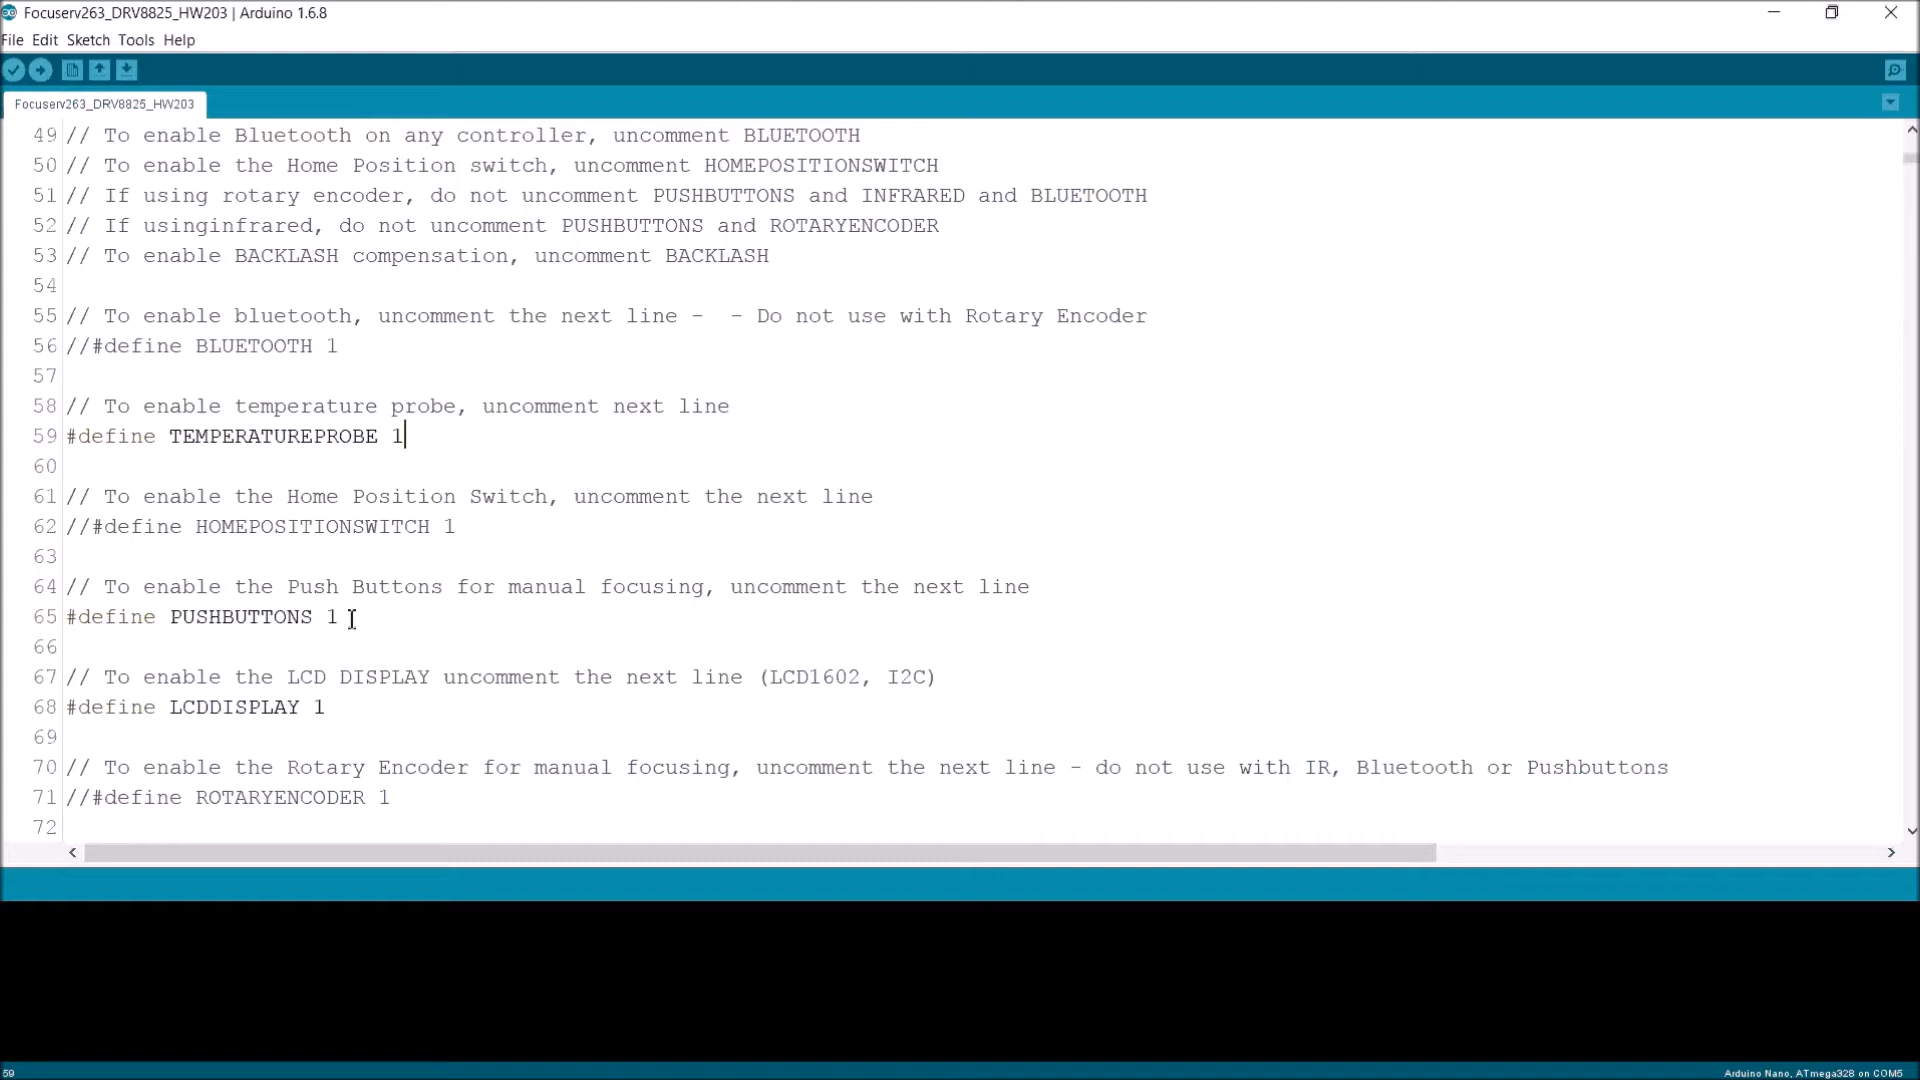 Focuserv263_DRV8825_HW203 | Arduino 1.6.8
File Edit Sketch Tools Help
Focuserv263_DRV8825_HW203
49 // To enable Bluetooth on any controller, uncomment BLUETOOTH
50 // To enable the Home Position switch, uncomment HOMEPOSITIONSWITCH
51 // If using rotary encoder, do not uncomment PUSHBUTTONS and INFRARED and BLUETOOTH
52 // If usinginfrared, do not uncomment PUSHBUTTONS and ROTARYENCODER
53 // To enable BACKLASH compensation, uncomment BACKLASH
54
55 // To enable bluetooth, uncomment the next line -  - Do not use with Rotary Encoder
56 //#define BLUETOOTH 1
57
58 // To enable temperature probe, uncomment next line
59 #define TEMPERATUREPROBE 1
60
61 // To enable the Home Position Switch, uncomment the next line
62 //#define HOMEPOSITIONSWITCH 1
63
64 // To enable the Push Buttons for manual focusing, uncomment the next line
65 #define PUSHBUTTONS 1
66
67 // To enable the LCD DISPLAY uncomment the next line (LCD1602, I2C)
68 #define LCDDISPLAY 1
69
70 // To enable the Rotary Encoder for manual focusing, uncomment the next line - do not use with IR, Bluetooth or Pushbuttons
71 //#define ROTARYENCODER 1
72
59 Arduino Nano, ATmega328 on COM5